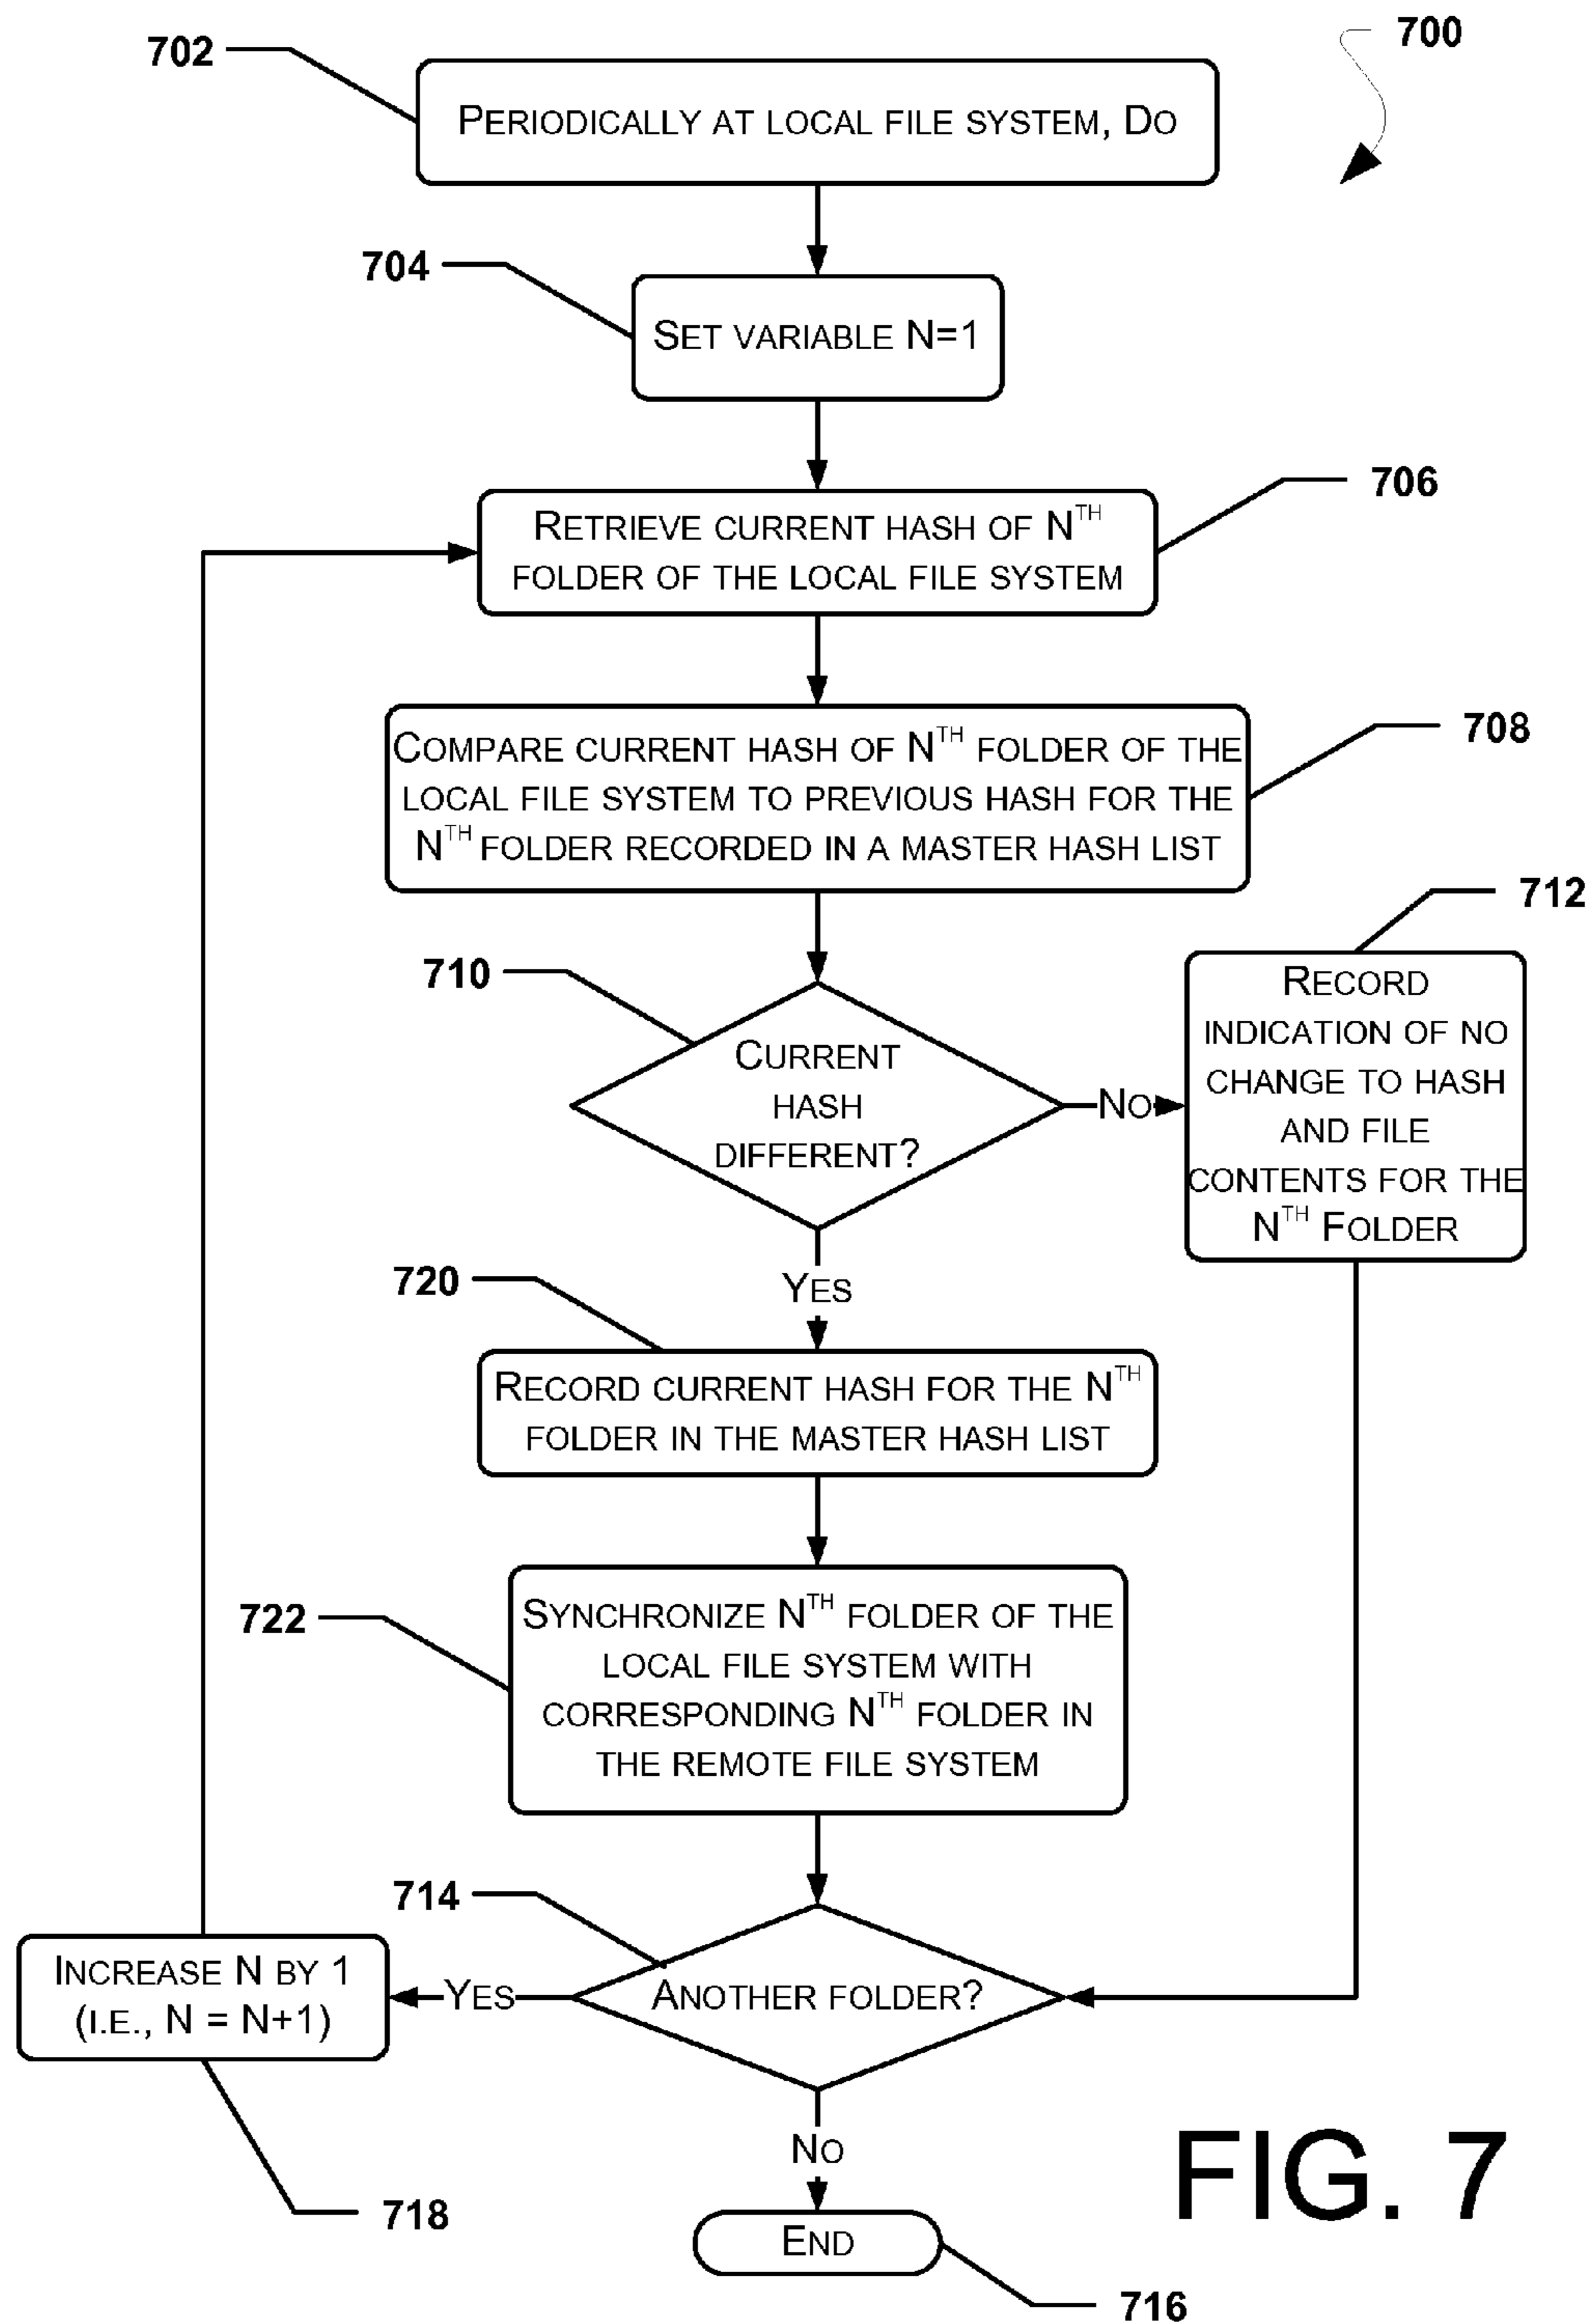 700
702
PERIODICALLY AT LOCAL FILE SYSTEM, DO
704
SET VARIABLE N=1
706
RETRIEVE CURRENT HASH OF NTH
FOLDER OF THE LOCAL FILE SYSTEM
708
COMPARE CURRENT HASH OF NTH FOLDER OF THE
LOCAL FILE SYSTEM TO PREVIOUS HASH FOR THE
NTH FOLDER RECORDED IN A MASTER HASH LIST
710
CURRENT
HASH
DIFFERENT?
NO
712
RECORD
INDICATION OF NO
CHANGE TO HASH
AND FILE
CONTENTS FOR THE
NTH FOLDER
YES
720
RECORD CURRENT HASH FOR THE NTH
FOLDER IN THE MASTER HASH LIST
722
SYNCHRONIZE NTH FOLDER OF THE
LOCAL FILE SYSTEM WITH
CORRESPONDING NTH FOLDER IN
THE REMOTE FILE SYSTEM
714
ANOTHER FOLDER?
YES
INCREASE N BY 1
(I.E., N = N+1)
718
NO
END
716
FIG. 7